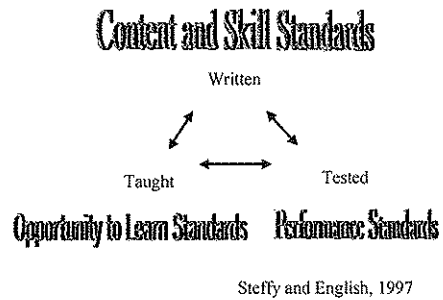 Content and Skill Standards
Written
Taught Tested
Opportunity to Learn Standards Performance Standards
Steffy and English, 1997